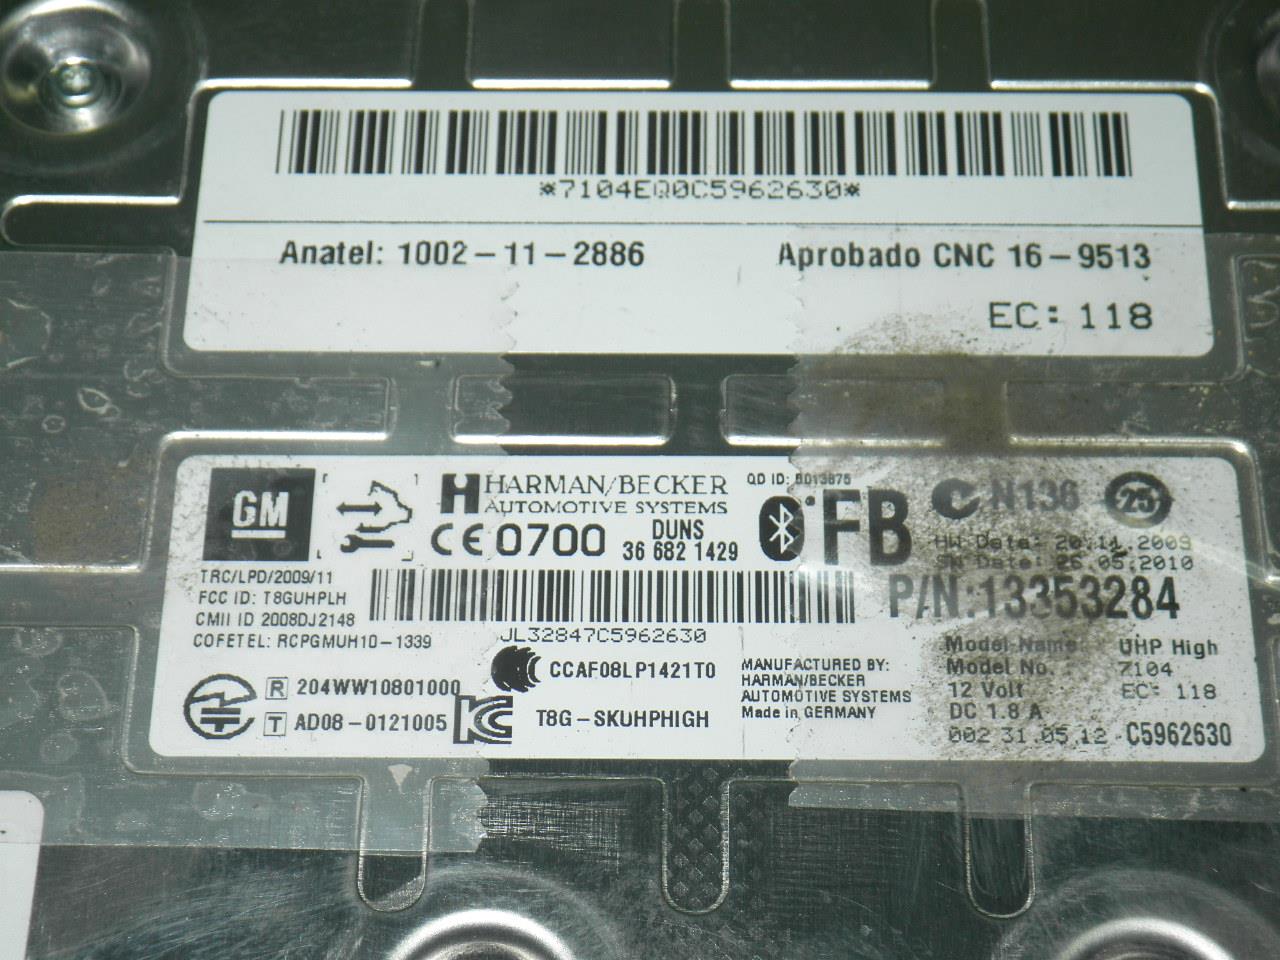 *7104EQ0C5962630*
Anatel: 1002-11-2886
Aprobado CNC 16-9513
EC: 118
GM
HARMAN/BECKER
AUTOMOTIVE SYSTEMS
CE 0700
DUNS
36 682 1429
QD ID: B013875
FB
N136
25
HW Date: 20.11.2009
SW Date: 26.05.2010
P/N:13353284
TRC/LPD/2009/11
FCC ID: T8GUHPLH
CMII ID 2008DJ2148
COFETEL: RCPGMUH10-1339
JL32847C5962630
R 204WW10801000
T AD08-0121005
CCAF08LP1421T0
KC T8G-SKUHPHIGH
MANUFACTURED BY:
HARMAN/BECKER
AUTOMOTIVE SYSTEMS
Made in GERMANY
Model Name: UHP High
Model No. 7104
12 Volt EC: 118
DC 1.8 A
002 31.05.12 C5962630